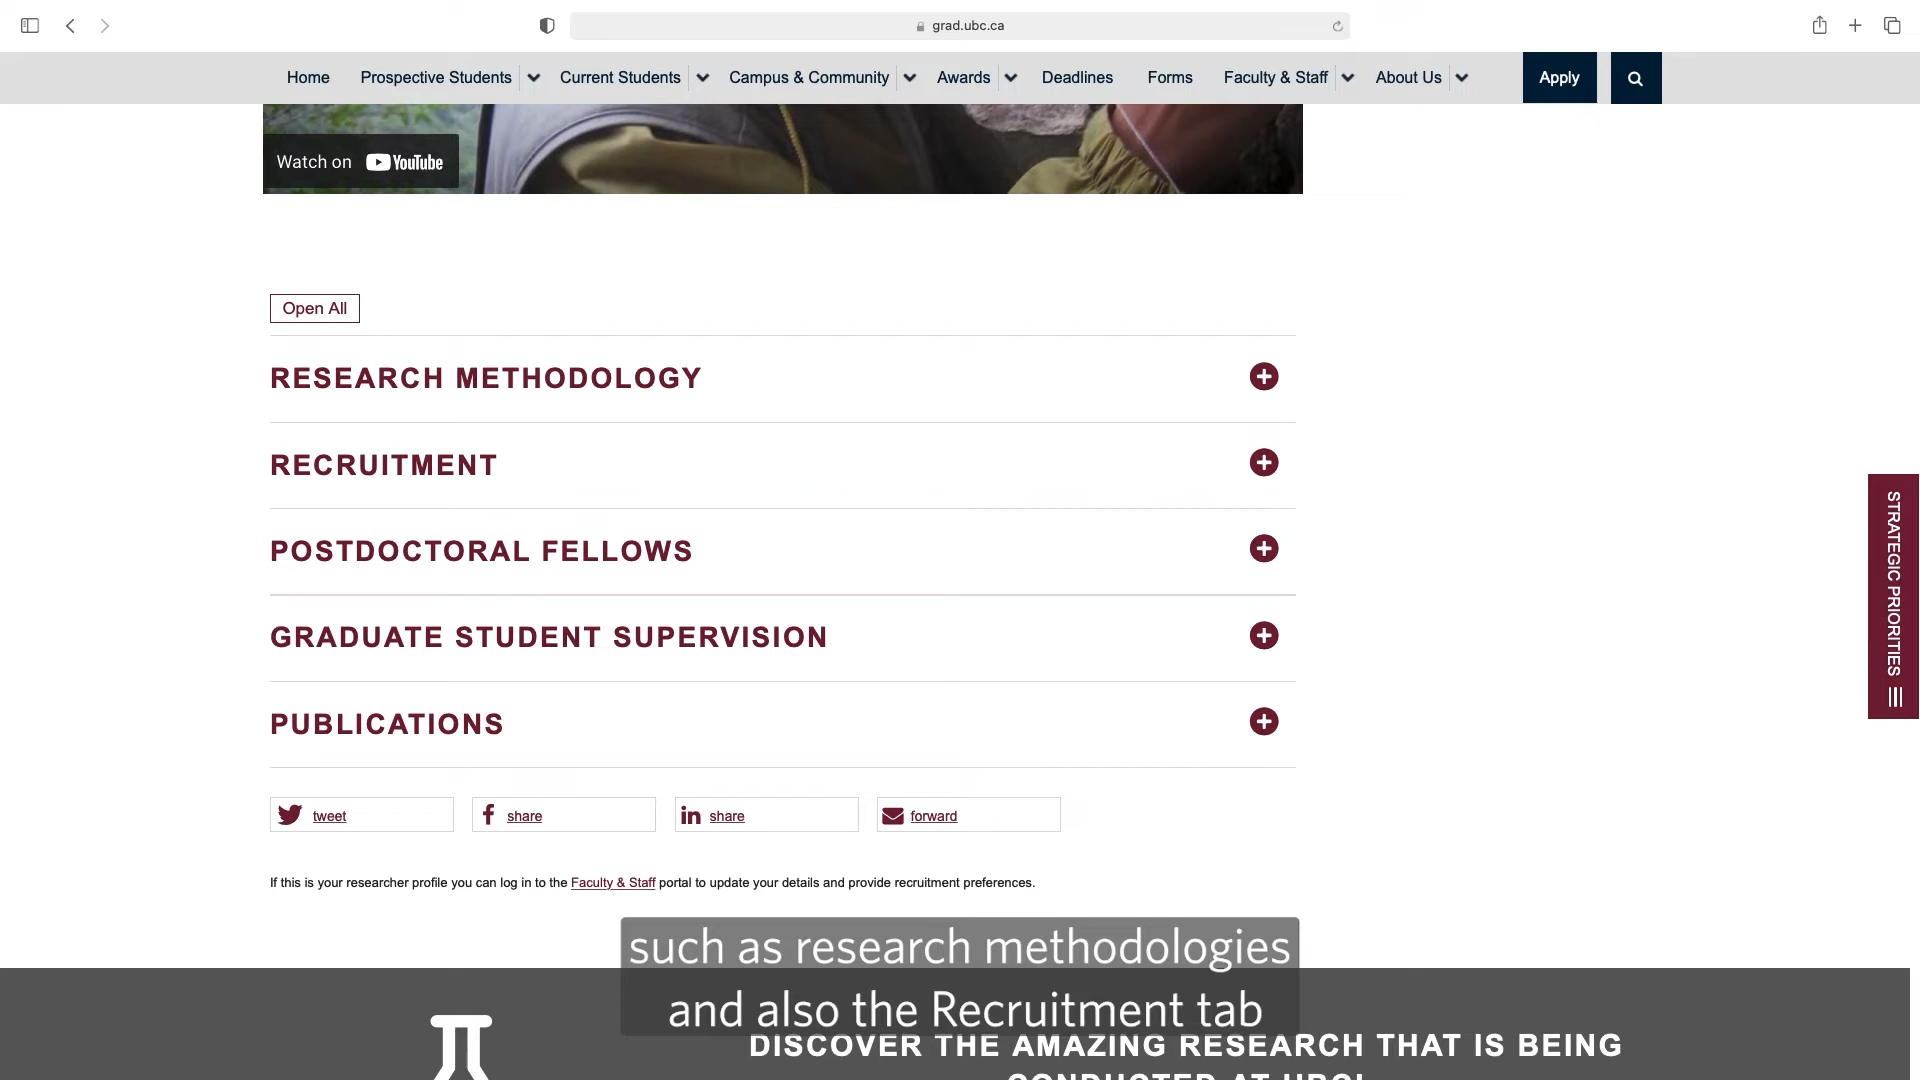 grad.ubc.ca
Home Prospective Students Current Students Campus & Community Awards Deadlines Forms Faculty & Staff About Us Apply
Watch on YouTube
Open All
RESEARCH METHODOLOGY
RECRUITMENT
POSTDOCTORAL FELLOWS
GRADUATE STUDENT SUPERVISION
PUBLICATIONS
STRATEGIC PRIORITIES
tweet share share forward
If this is your researcher profile you can log in to the Faculty & Staff portal to update your details and provide recruitment preferences.
such as research methodologies
and also the Recruitment tab
DISCOVER THE AMAZING RESEARCH THAT IS BEING
CONDUCTED AT UBC!